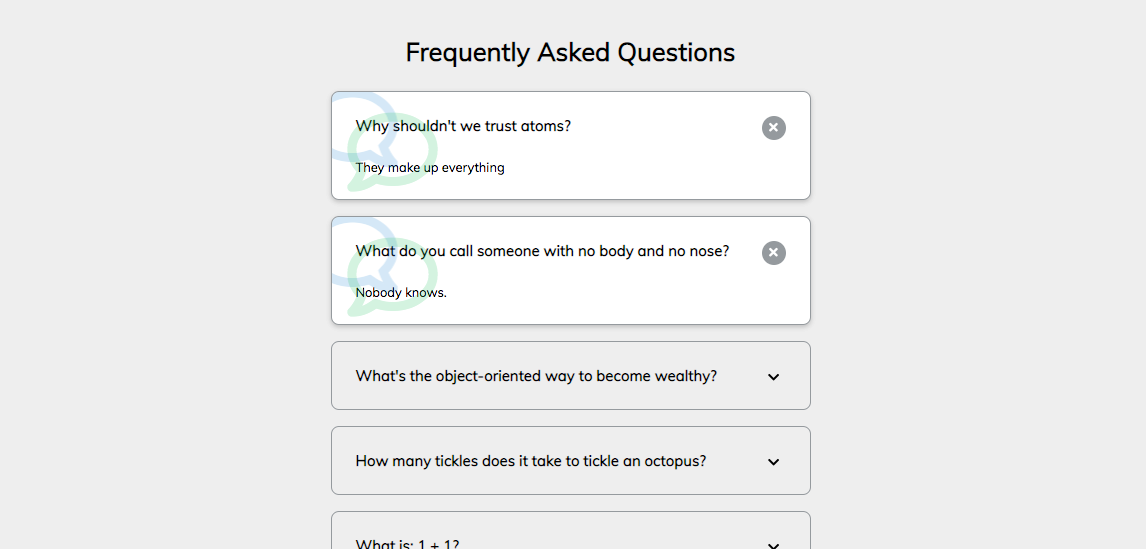 Frequently Asked Questions
Why shouldn't we trust atoms?
They make up everything
What do you call someone with no body and no nose?
Nobody knows.
What's the object-oriented way to become wealthy?
How many tickles does it take to tickle an octopus?
What is: 1 + 1?